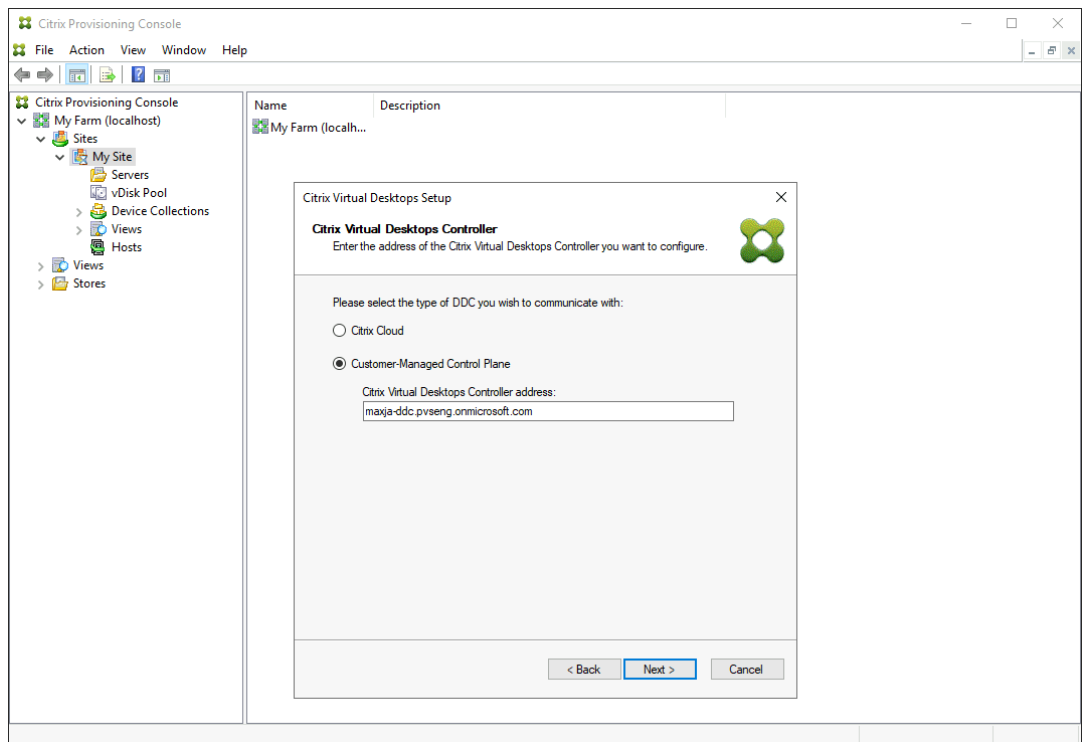 Citrix Provisioning Console
File Action View Window Help
Citrix Provisioning Console
My Farm (localhost)
Sites
My Site
Servers
vDisk Pool
Device Collections
Views
Hosts
Views
Stores
Name Description
My Farm (localh...
Citrix Virtual Desktops Setup
Citrix Virtual Desktops Controller
Enter the address of the Citrix Virtual Desktops Controller you want to configure.
Please select the type of DDC you wish to communicate with:
Citrix Cloud
Customer-Managed Control Plane
Citrix Virtual Desktops Controller address:
maxja-ddc.pvseng.onmicrosoft.com
< Back Next > Cancel